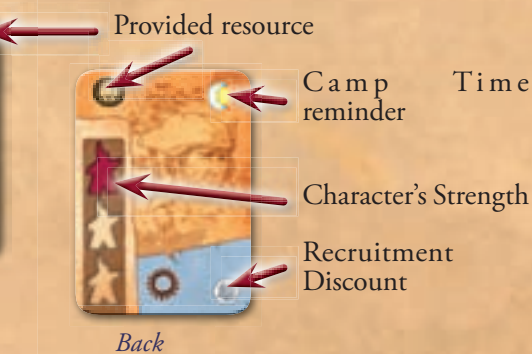 Provided resource
Camp Time
reminder
Character's Strength
Recruitment
Discount
Back